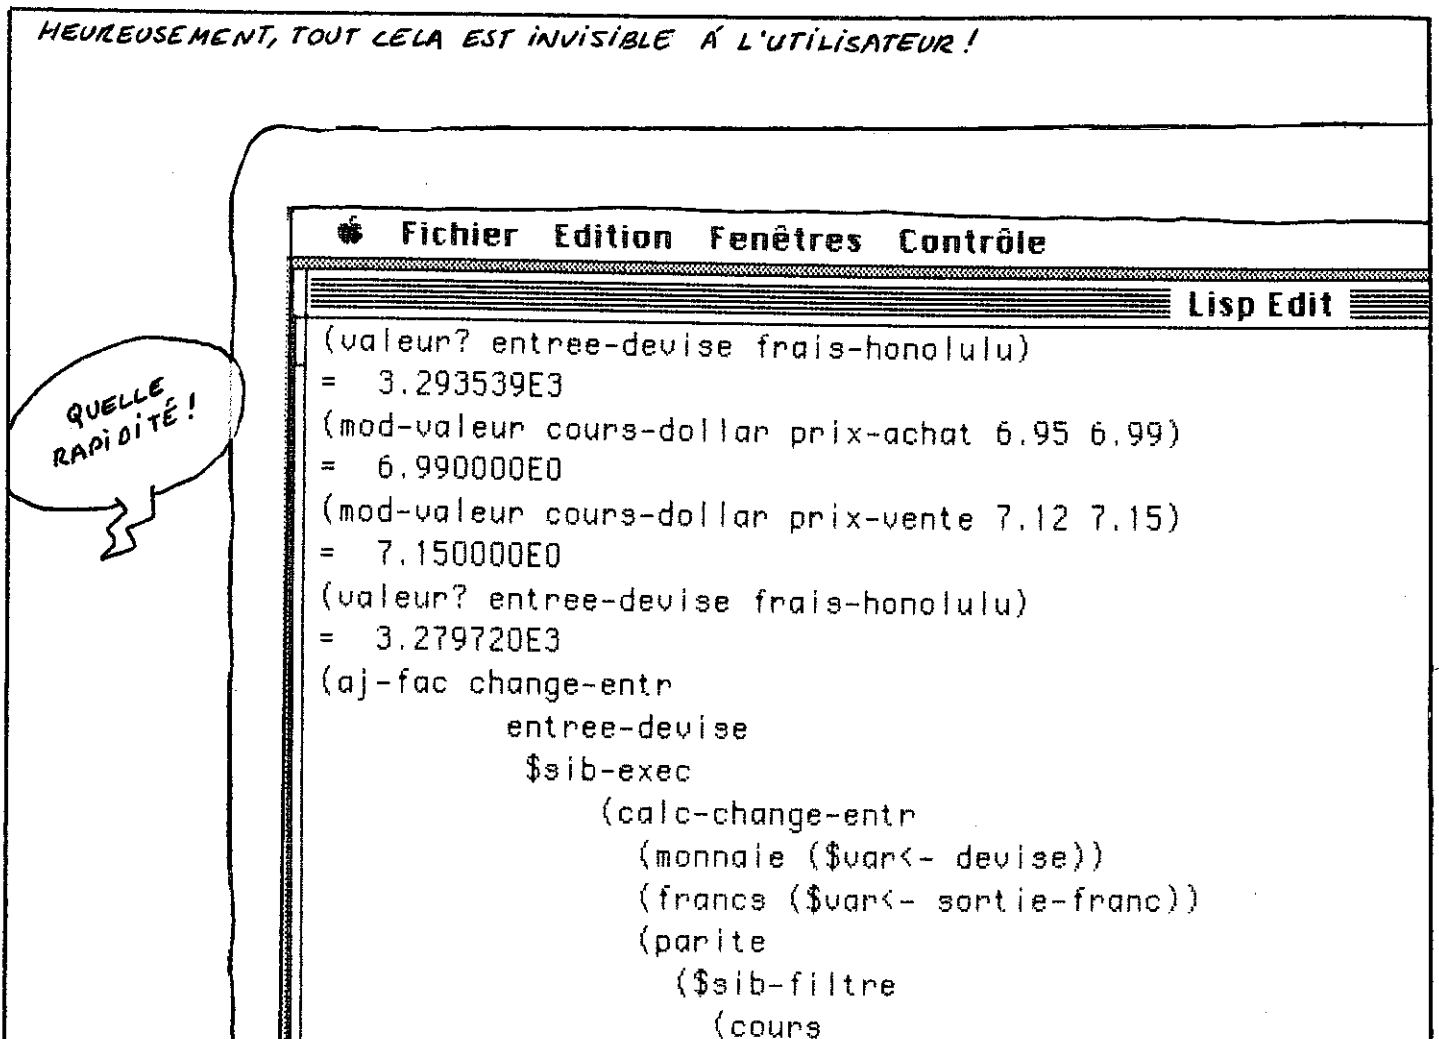 HEUREUSEMENT, TOUT CELA EST INVISIBLE Á L'UTILISATEUR !
Fichier Edition Fenêtres Contrôle
Lisp Edit
(valeur? entree-devise frais-honolulu)
= 3.293539E3
(mod-valeur cours-dollar prix-achat 6.95 6.99)
= 6.990000E0
(mod-valeur cours-dollar prix-vente 7.12 7.15)
= 7.150000E0
(valeur? entree-devise frais-honolulu)
= 3.279720E3
(aj-fac change-entr
entree-devise
$sib-exec
(calc-change-entr
(monnaie ($var<- devise))
(francs ($var<- sortie-franc))
(parite
($sib-filtre
(cours
QUELLE
RAPIDITÉ !